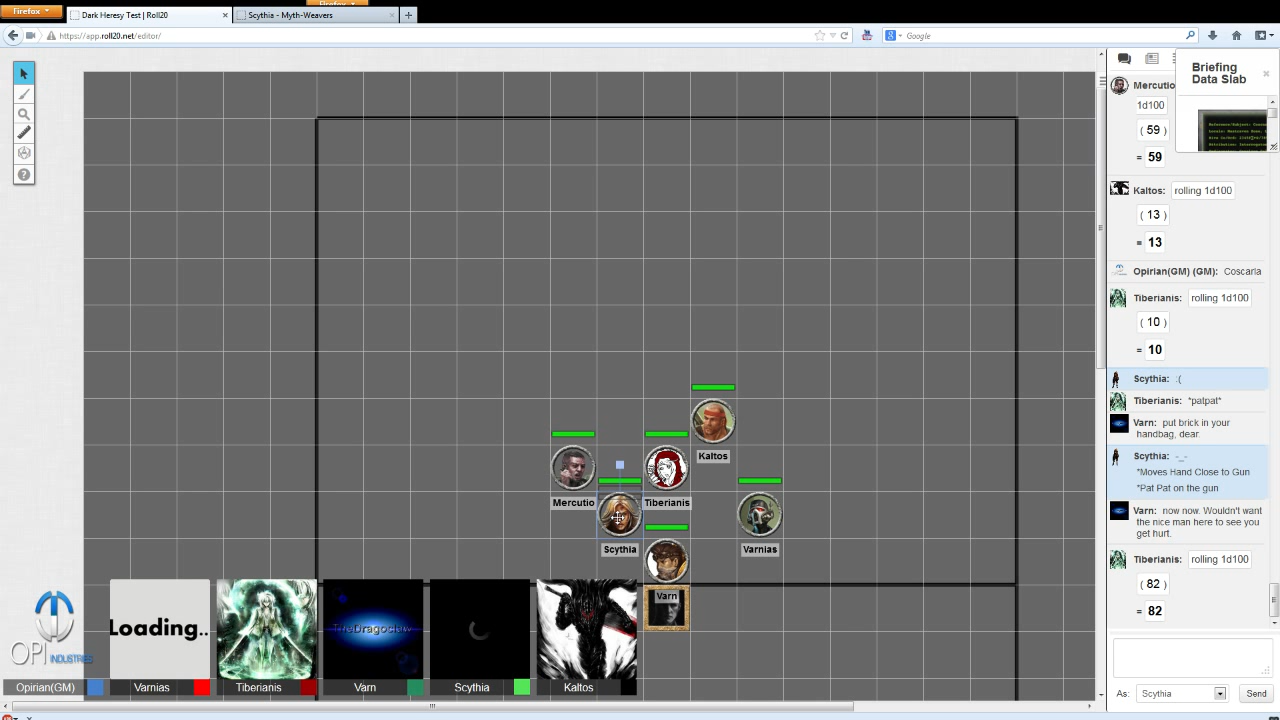 Firefox
Firefox
Dark Heresy Test | Roll20
Scythia - Myth-Weavers
https://app.roll20.net/editor/
Google
Briefing
Data Slab
Mercutio
1d100
( 59 )
= 59
Kaltos: rolling 1d100
( 13 )
= 13
Opirian(GM) (GM): Coscarla
Tiberianis: rolling 1d100
( 10 )
= 10
Scythia: :(
Tiberianis: *patpat*
Varn: put brick in your
handbag, dear.
Scythia: -_-
*Moves Hand Close to Gun
*Pat Pat on the gun
Varn: now now. Wouldn't want
the nice man here to see you
get hurt.
Tiberianis: rolling 1d100
( 82 )
= 82
As: Scythia
Send
Kaltos
Mercutio
Tiberianis
Scythia
Varnias
Varn
OPI INDUSTRIES
Loading..
TheDragoclaw
Opirian(GM)
Varnias
Tiberianis
Varn
Scythia
Kaltos